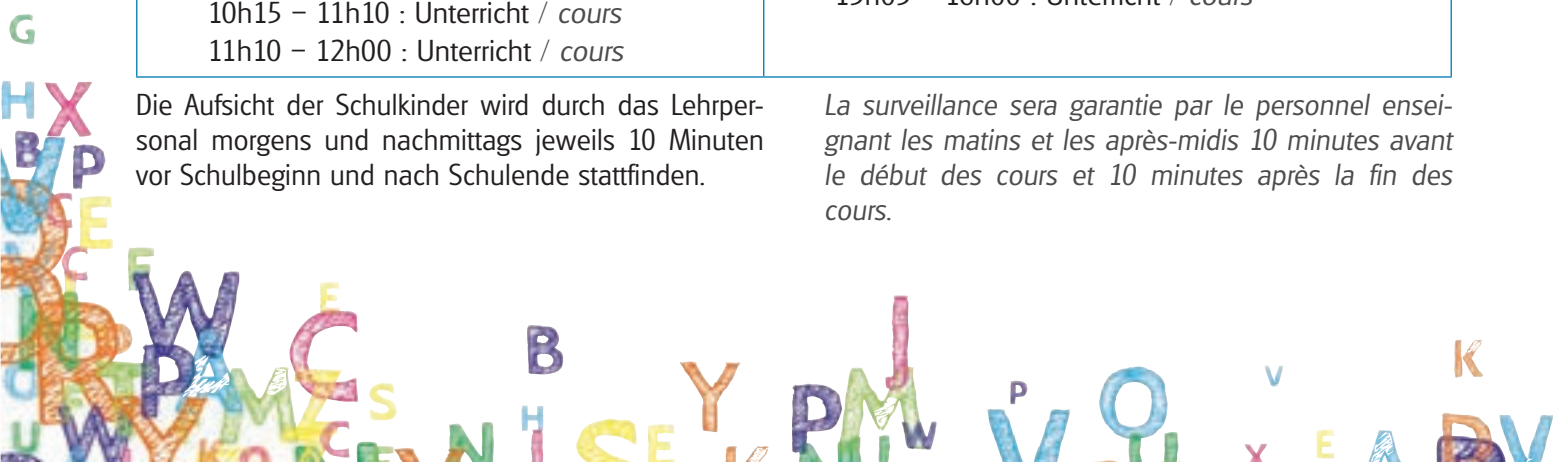 10h15 – 11h10 : Unterricht / cours
11h10 – 12h00 : Unterricht / cours
Die Aufsicht der Schulkinder wird durch das Lehrper-
sonal morgens und nachmittags jeweils 10 Minuten
vor Schulbeginn und nach Schulende stattfinden.
16h00 : Unterricht / cours
La surveillance sera garantie par le personnel ensei-
gnant les matins et les après-midis 10 minutes avant
le début des cours et 10 minutes après la fin des
cours.